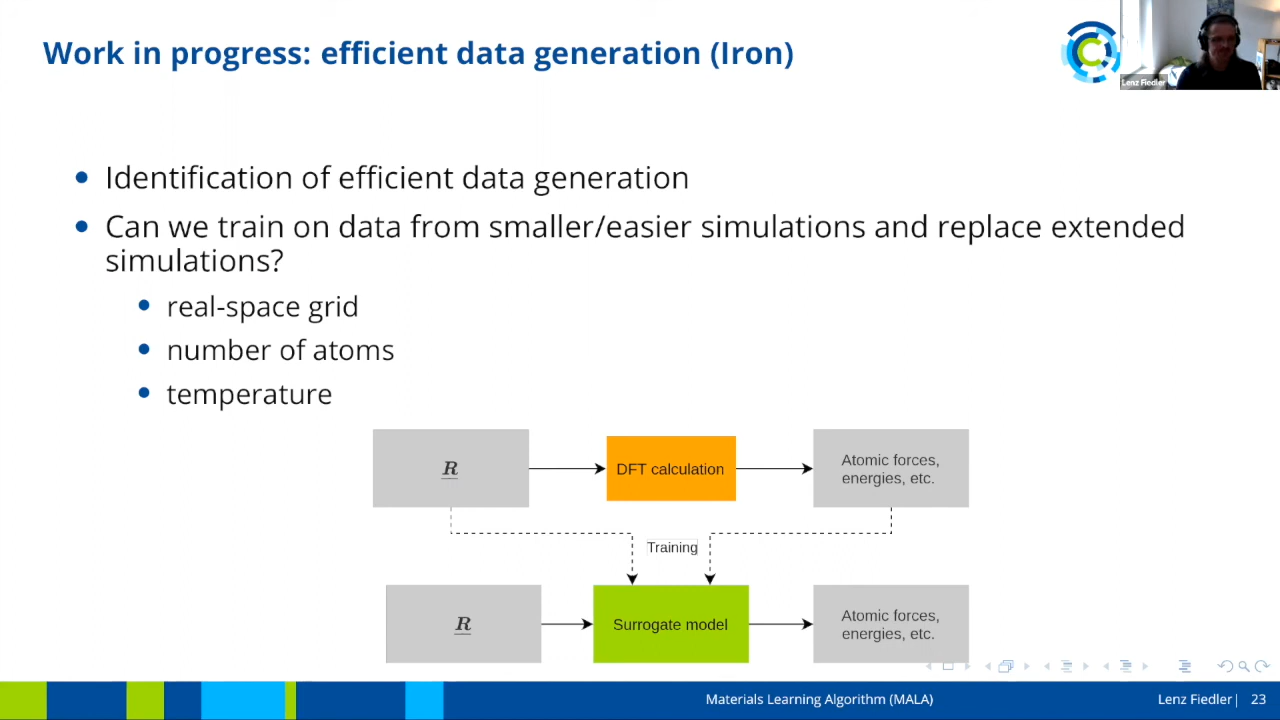 Work in progress: efficient data generation (Iron)
Lenz Fiedler
Identification of efficient data generation
Can we train on data from smaller/easier simulations and replace extended
simulations?
real-space grid
number of atoms
temperature
R
DFT calculation
Atomic forces,
energies, etc.
Training
R
Surrogate model
Atomic forces,
energies, etc.
Materials Learning Algorithm (MALA)
Lenz Fiedler| 23